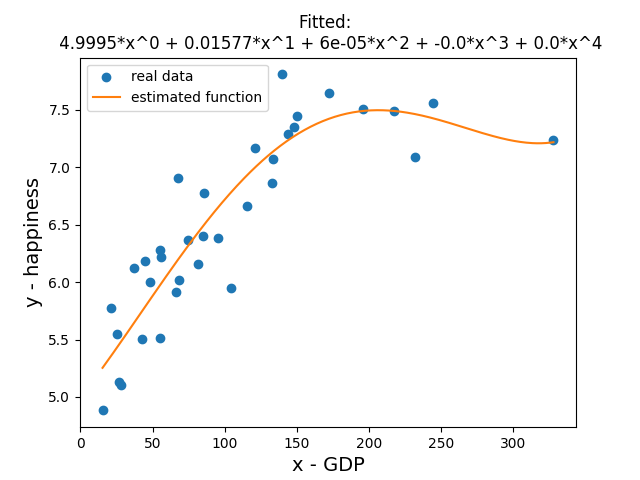 Fitted:
4.9995*x^0 + 0.01577*x^1 + 6e-05*x^2 + -0.0*x^3 + 0.0*x^4
real data
estimated function
7.5
7.0
6.5
6.0
5.5
5.0
y - happiness
0 50 100 150 200 250 300
x - GDP